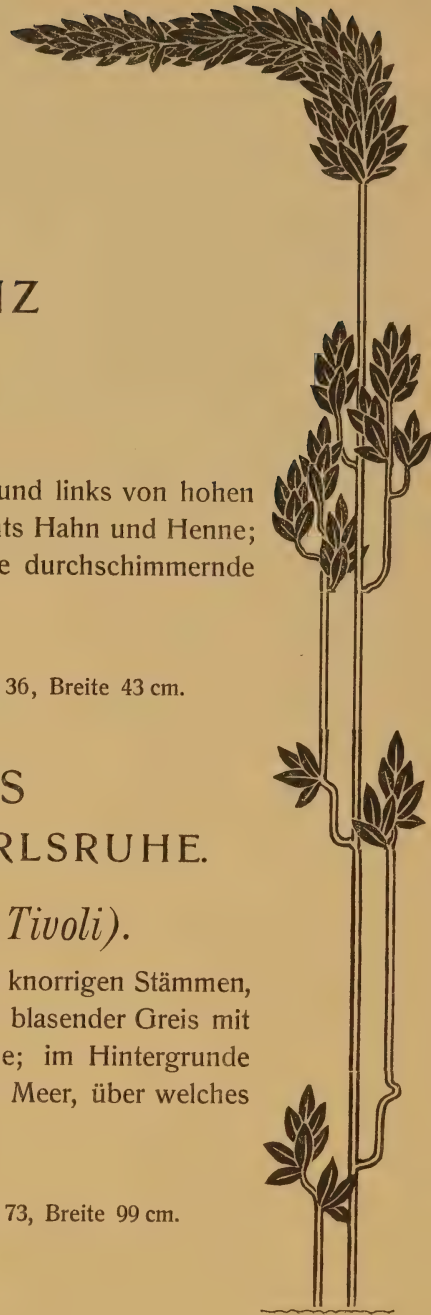 NZ
und links von hohen
ts Hahn und Henne;
e durchschimmernde
36, Breite 43 cm.
S
RLSRUHE.
Tivoli).
knorrigen Stämmen,
blasender Greis mit
e; im Hintergrunde
Meer, über welches
73, Breite 99 cm.